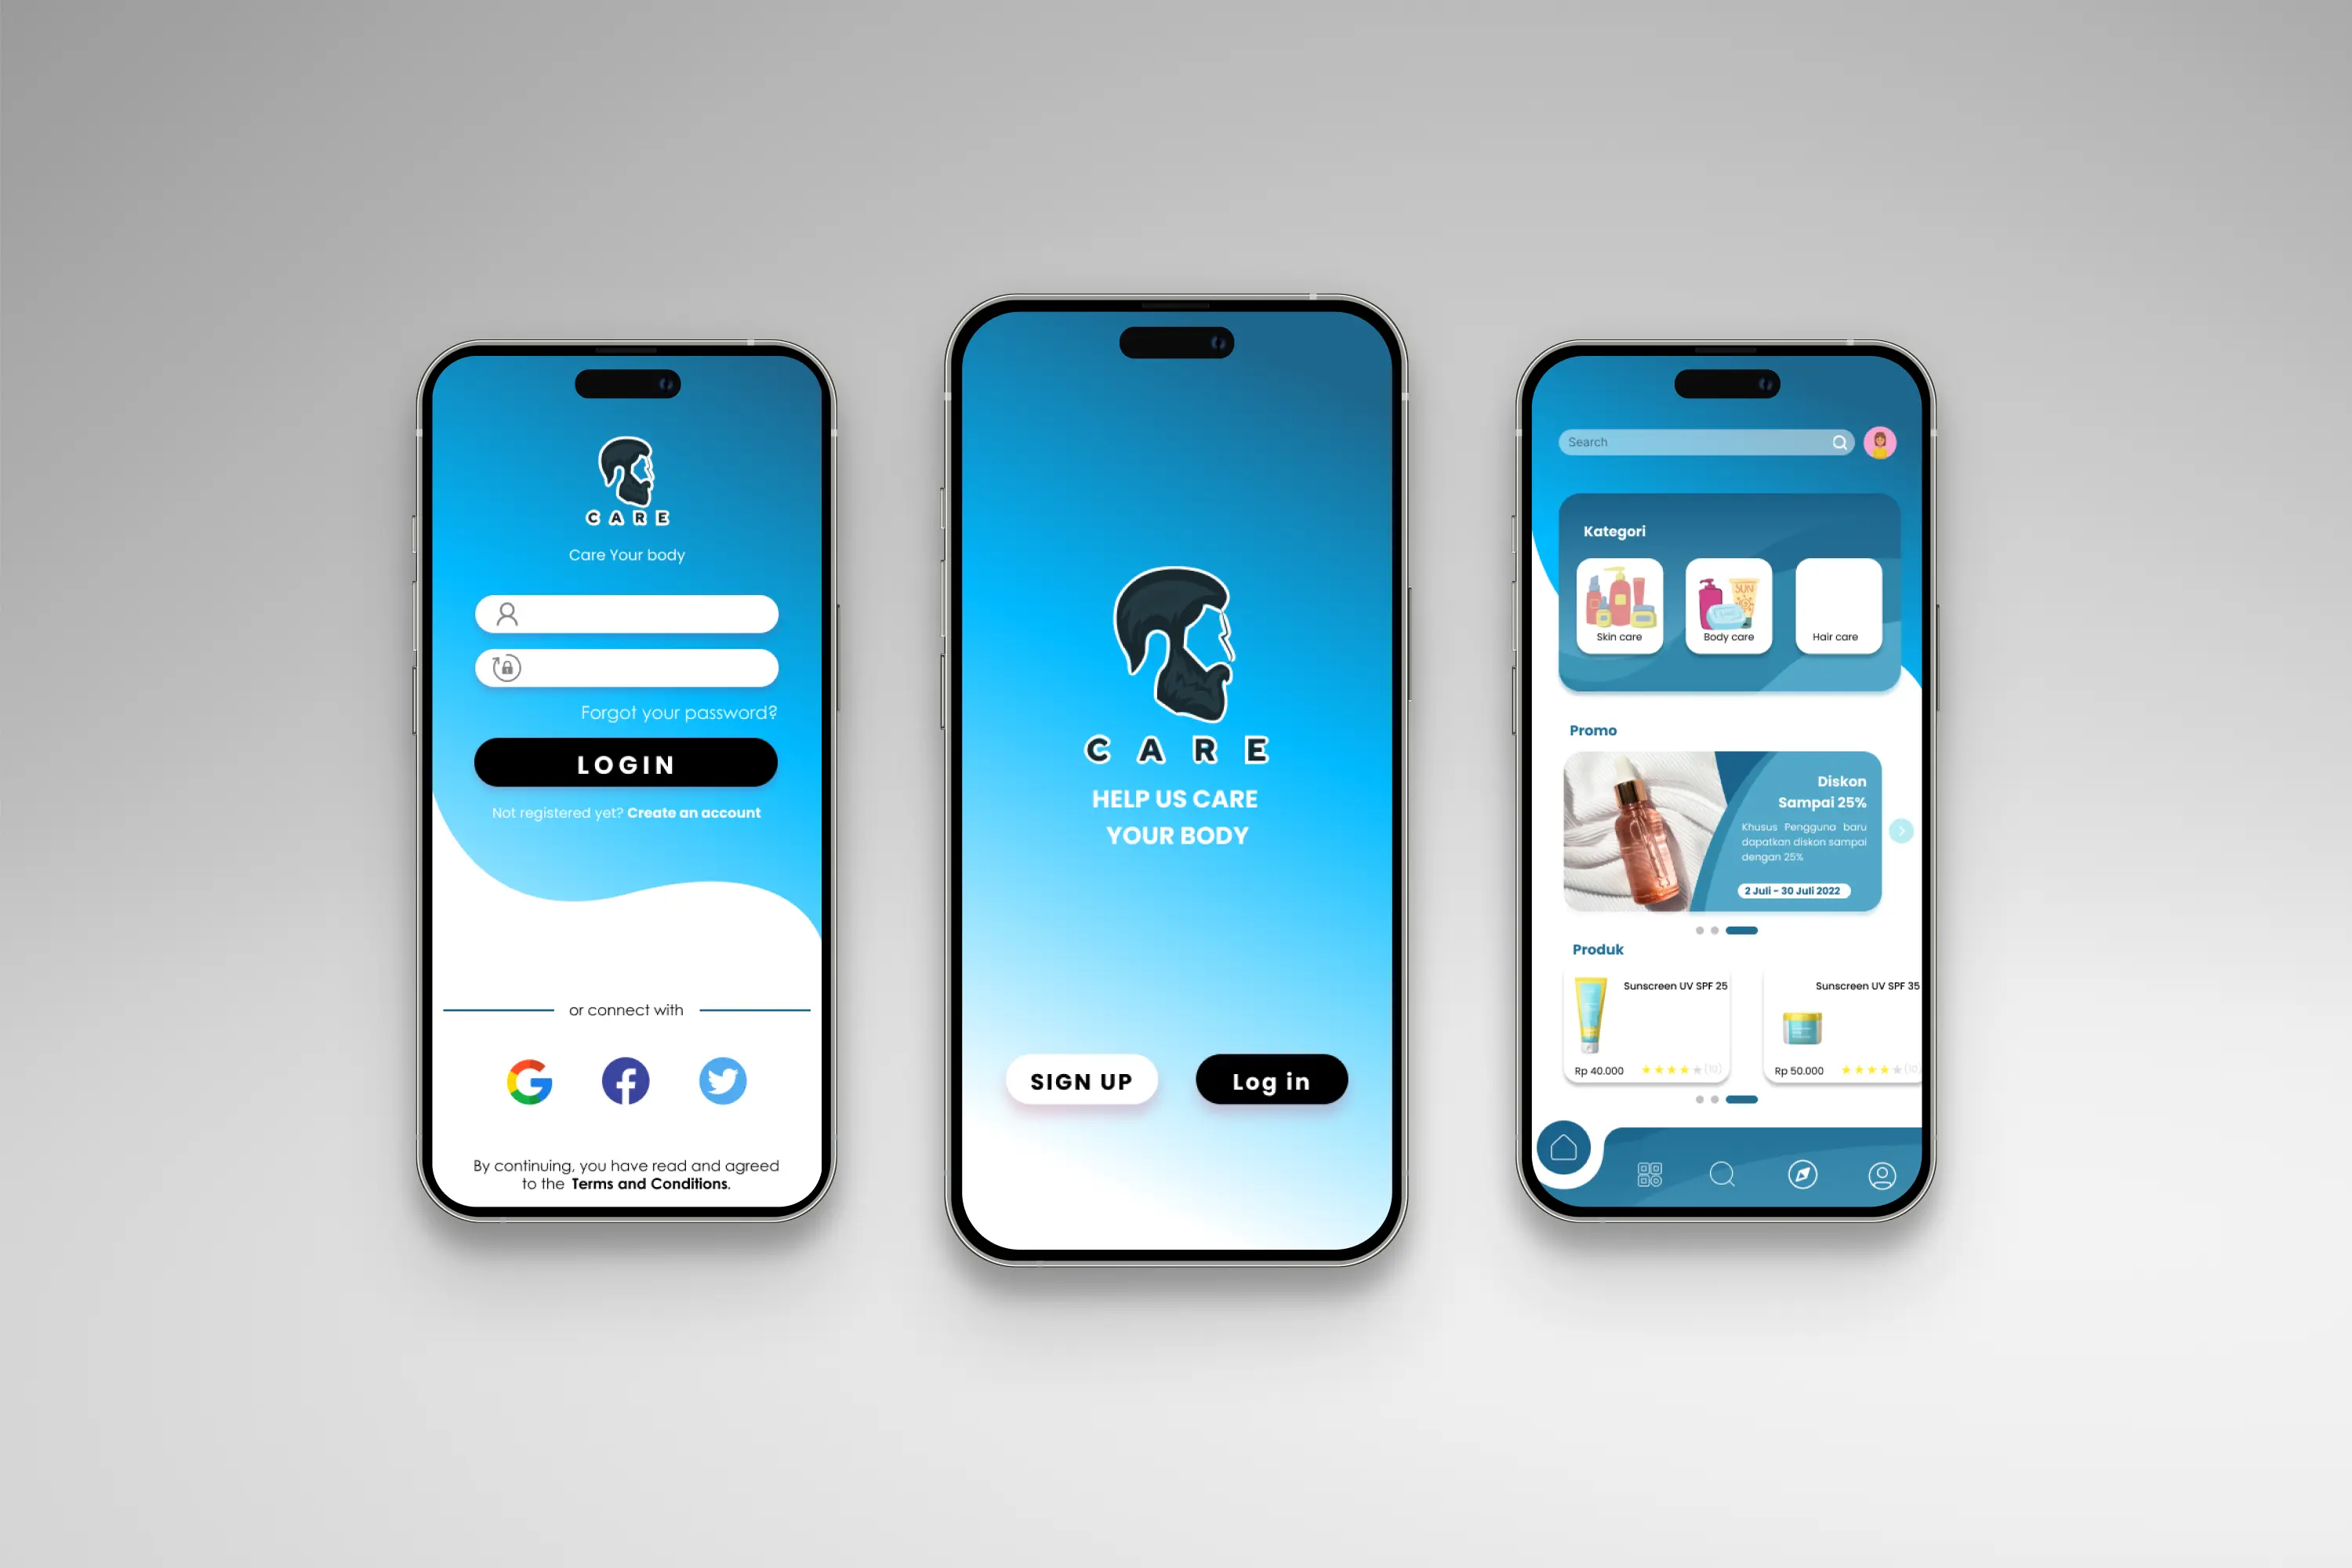 CARE
Care Your body
Forgot your password?
LOGIN
Not registered yet? Create an account
or connect with
By continuing, you have read and agreed
to the Terms and Conditions.
CARE
HELP US CARE
YOUR BODY
SIGN UP
Log in
Search
Kategori
Skin care
Body care
Hair care
Promo
Diskon
Sampai 25%
Khusus Pengguna baru
dapatkan diskon sampai
dengan 25%
2 Juli - 30 Juli 2022
Produk
Sunscreen UV SPF 25
Rp 40.000
(10)
Sunscreen UV SPF 35
Rp 50.000
(10
SUN